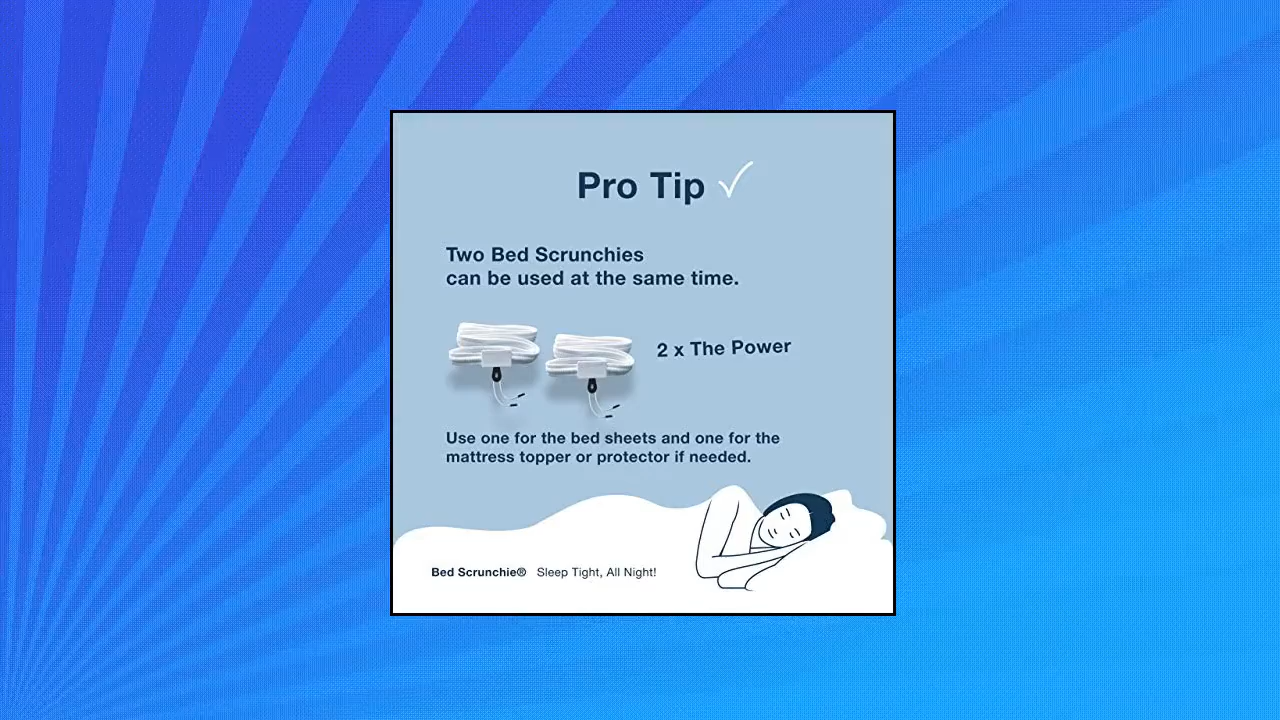 Pro Tip
Two Bed Scrunchies
can be used at the same time.
2 x The Power
Use one for the bed sheets and one for the
mattress topper or protector if needed.
Bed Scrunchie® Sleep Tight, All Night!